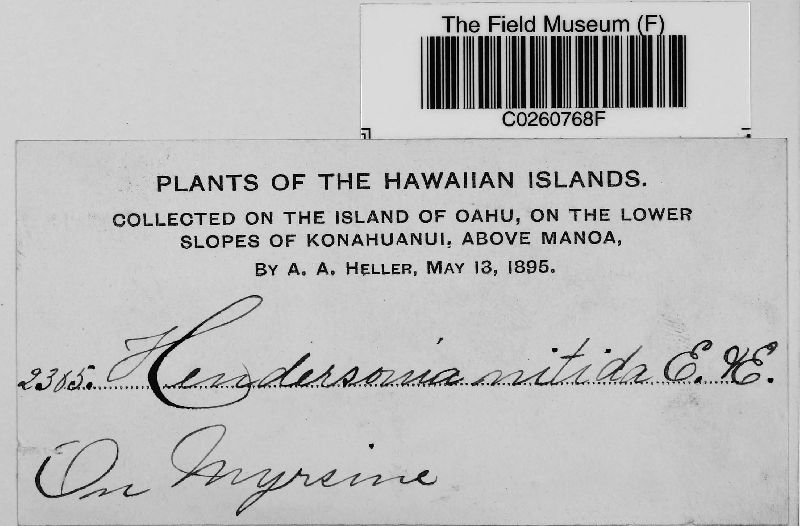 The Field Museum (F)
C0260768F
PLANTS OF THE HAWAIIAN ISLANDS.
COLLECTED ON THE ISLAND OF OAHU, ON THE LOWER
SLOPES OF KONAHUANUI, ABOVE MANOA,
BY A. A. HELLER, MAY 13, 1895.
2385. Hendersonia nitida E. & E.
On Myrsine